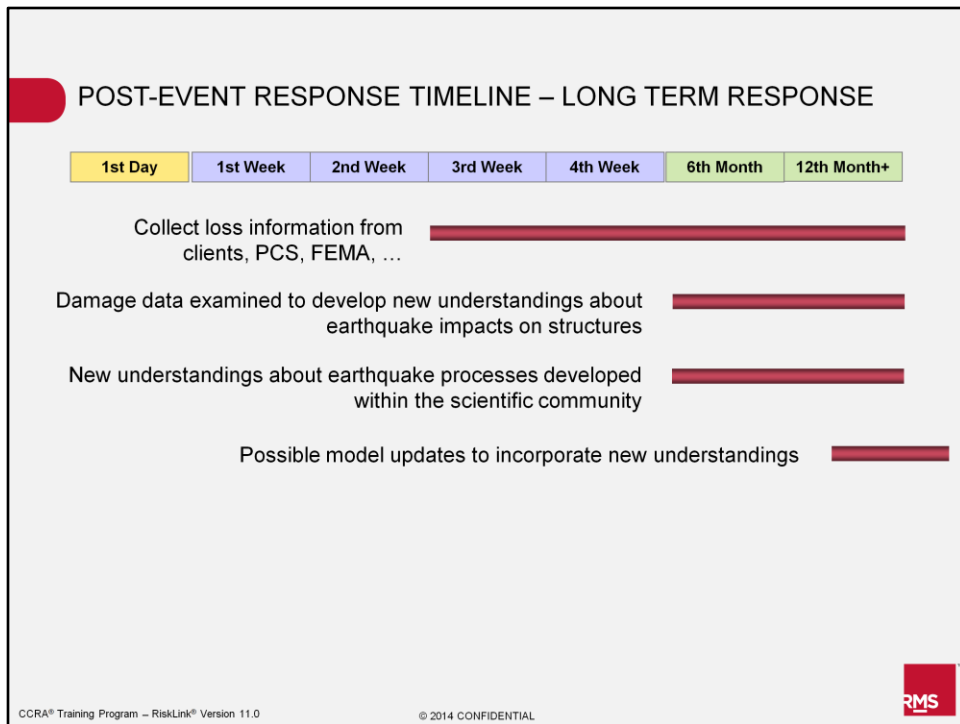 POST-EVENT RESPONSE TIMELINE – LONG TERM RESPONSE
1st Day 1st Week 2nd Week 3rd Week 4th Week 6th Month 12th Month+
Collect loss information from
clients, PCS, FEMA, …
Damage data examined to develop new understandings about
earthquake impacts on structures
New understandings about earthquake processes developed
within the scientific community
Possible model updates to incorporate new understandings
RMS
CCRA® Training Program – RiskLink® Version 11.0 © 2014 CONFIDENTIAL